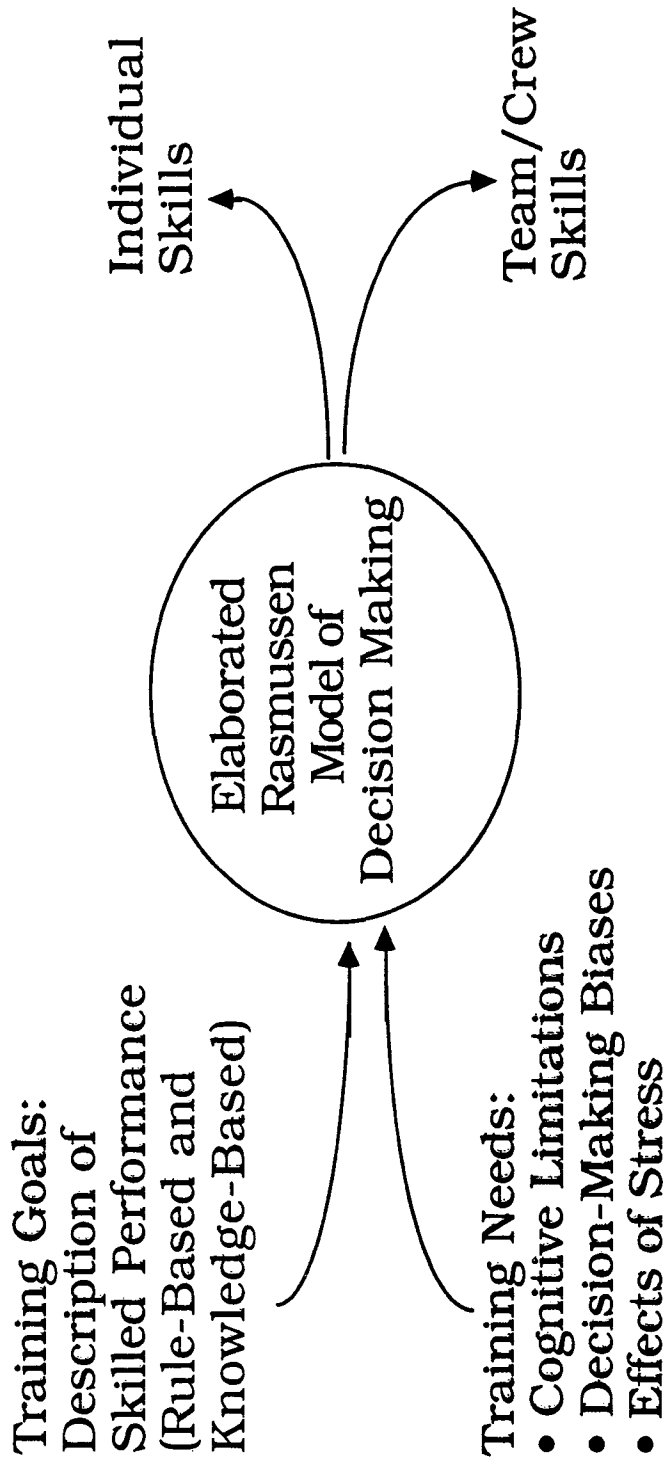 Training Goals:
Description of
Skilled Performance
(Rule-Based and
Knowledge-Based)
Training Needs:
• Cognitive Limitations
• Decision-Making Biases
• Effects of Stress
Elaborated
Rasmussen
Model of
Decision Making
Individual
Skills
Team/Crew
Skills